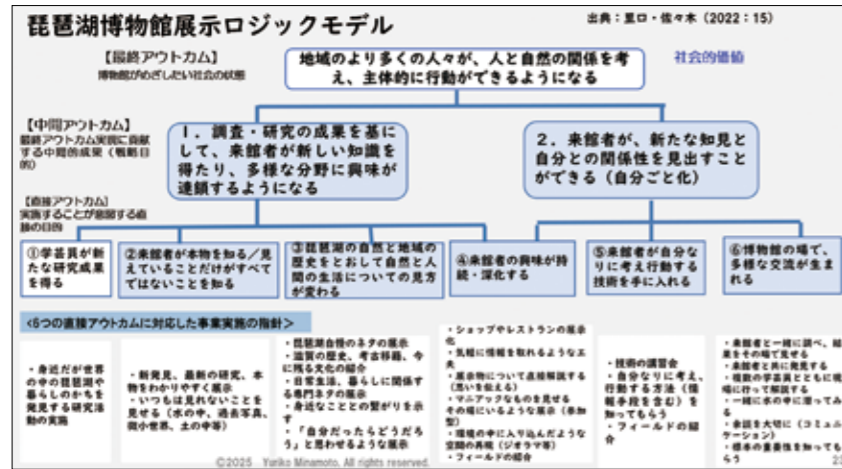 琵琶湖博物館展示ロジックモデル
出典：里口・佐々木（2022：15）
【最終アウトカム】
博物館がめざしたい社会の状態
地域のより多くの人々が、人と自然の関係を考
え、主体的に行動ができるようになる
社会的価値
【中間アウトカム】
最終アウトカム実現に貢献
する中間的成果（戦略目
的）
1．調査・研究の成果を基に
して、来館者が新しい知識を
得たり、多様な分野に興味が
連鎖するようになる
2．来館者が、新たな知見と
自分との関係性を見出すこと
ができる（自分ごと化）
【直接アウトカム】
実施することが意図する直
接の目的
①学芸員が新
たな研究成果
を得る
②来館者が本物を知る／見
えていることだけがすべて
ではないことを知る
③琵琶湖の自然と地域の
歴史をとおして自然と人
間の生活についての見方
が変わる
④来館者の興味が持
続・深化する
⑤来館者が自分な
りに考え行動する
技術を手に入れる
⑥博物館の場で、
多様な交流が生ま
れる
<6つの直接アウトカムに対応した事業実施の指針>
・身近だが世界
の中の琵琶湖や
暮らしのかちを
発見する研究活
動の実施
・新発見、最新の研究、本
物をわかりやすく展示
・いつもは見れないことを
見せる（水の中、過去写真、
微小世界、土の中等）
・琵琶湖自慢のネタの展示
・滋賀の歴史、考古移籍、今
に残る文化の紹介
・日常生活、暮らしに関係す
る専門ネタの展示
・身近なこととの繋がりを示
す
・「自分だったらどうだろ
う」と思わせるような展示
・ショップやレストランの展示
化
・気軽に情報を取れるような工
夫
・展示物について直接解説する
（思いを伝える）
・マニアックなものを見せる
その場にいるような展示（参加
型）
・環境の中に入り込んだような
空間の再現（ジオラマ等）
・フィールドの紹介
・技術の講習会
・自分なりに考え、
行動する方法（情
報手段を含む）を
知ってもらう
・フィールドの紹
介
・来館者と一緒に調べ、結
果をその場で見せる
・来館者と共に発見する
・複数の学芸員とともに現
場に行って解説する
・一緒に水の中に潜ってみ
る
・会話を大切に（コミュニ
ケーション）
・標本の重要性を知っても
らう
©2025 Yuriko Minamoto. All rights reserved.